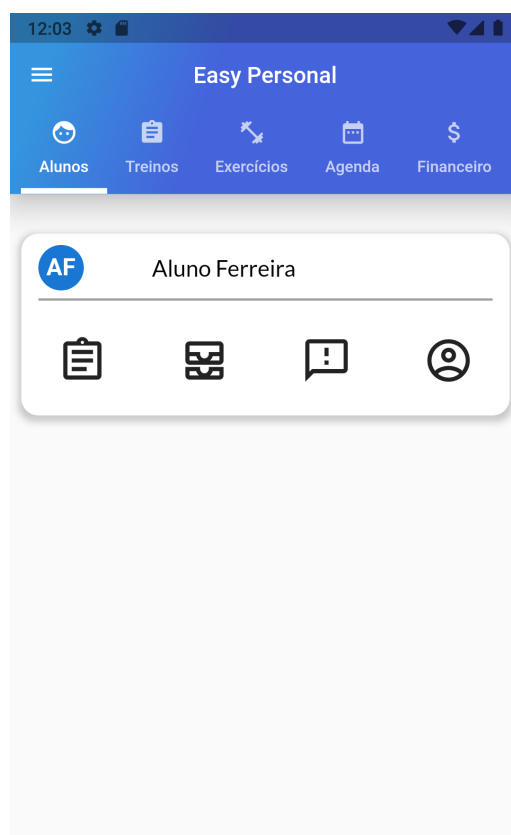 12:03
Easy Personal
Alunos Treinos Exercícios Agenda Financeiro
AF Aluno Ferreira